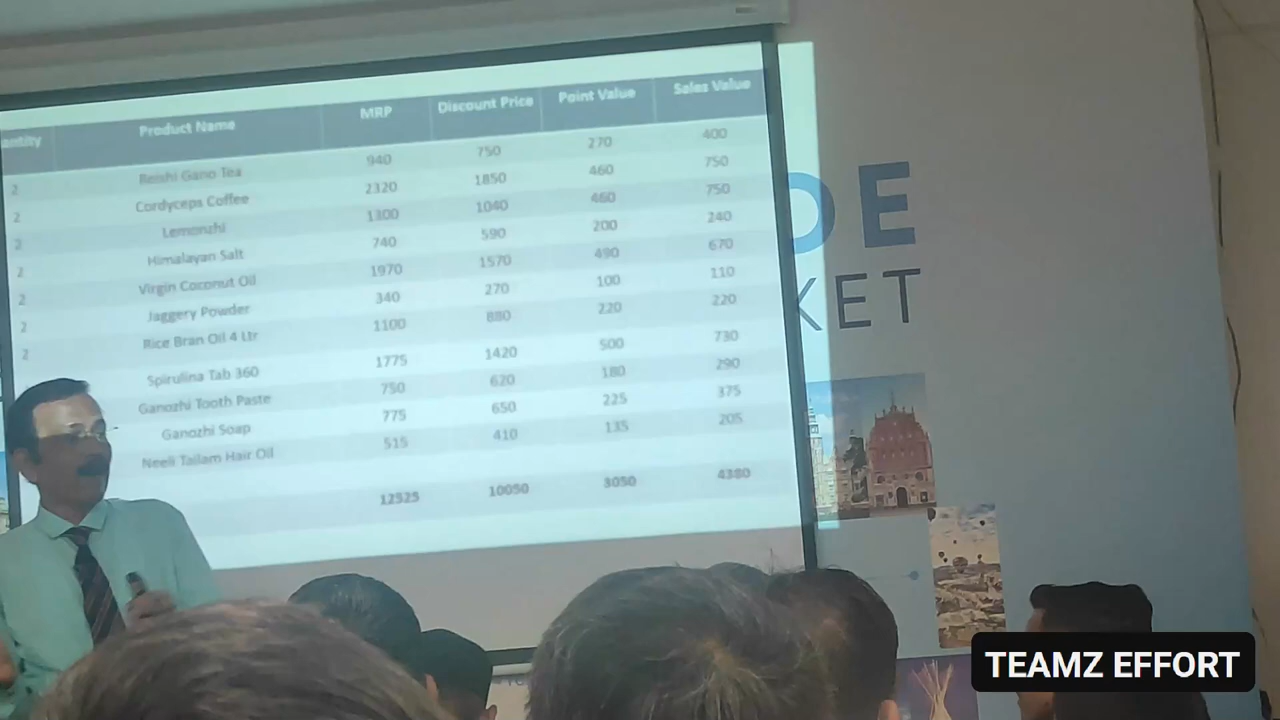 antity Product Name MRP Discount Price Point Value Sales Value
2 Reishi Gano Tea 940 750 270 400
2 Cordyceps Coffee 2320 1850 460 750
2 Lemonzhi 1300 1040 460 750
2 Himalayan Salt 740 590 200 240
2 Virgin Coconut Oil 1970 1570 490 670
2 Jaggery Powder 340 270 100 110
2 Rice Bran Oil 4 Ltr 1100 880 220 220
Spirulina Tab 360 1775 1420 500 730
Ganozhi Tooth Paste 750 620 180 290
Ganozhi Soap 775 650 225 375
Neeli Tailam Hair Oil 515 410 135 205
12525 10050 3050 4380
DE
KET
TEAMZ EFFORT